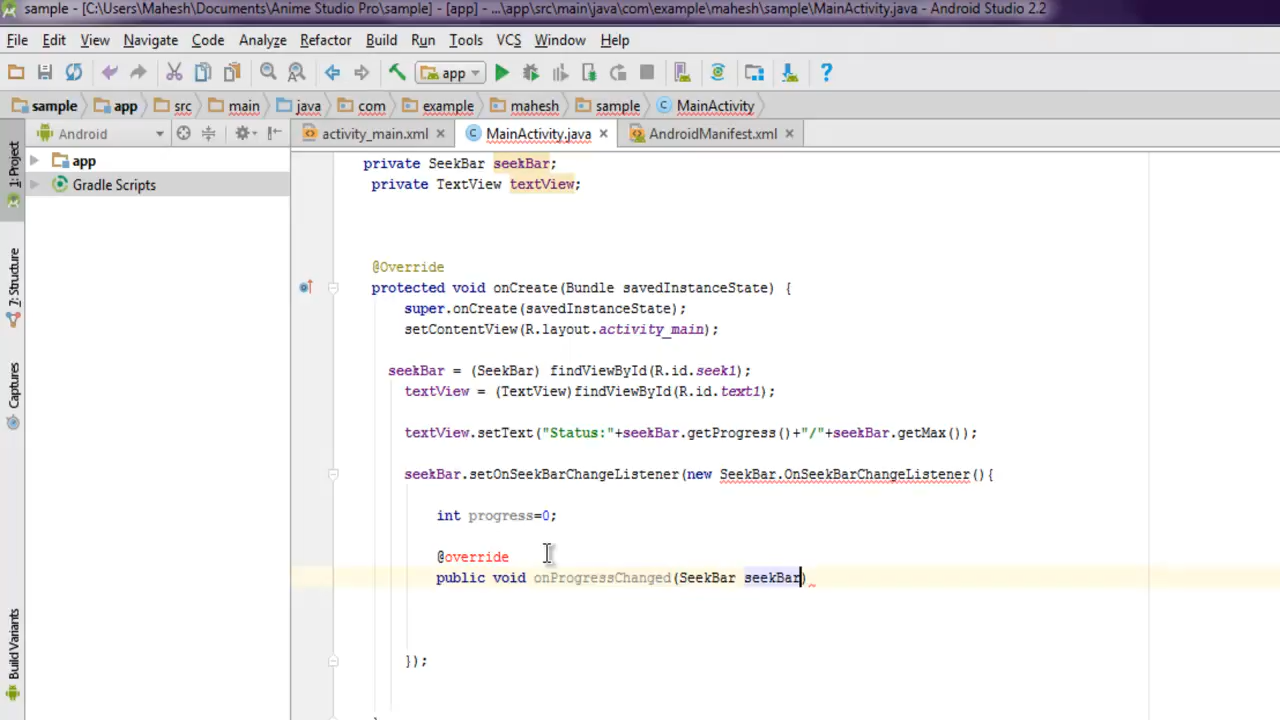 sample - [C:\Users\Mahesh\Documents\Anime Studio Pro\sample] - [app] - ...\app\src\main\java\com\example\mahesh\sample\MainActivity.java - Android Studio 2.2
File Edit View Navigate Code Analyze Refactor Build Run Tools VCS Window Help
app
sample app src main java com example mahesh sample MainActivity
Android activity_main.xml MainActivity.java AndroidManifest.xml
1: Project
7: Structure
Captures
Build Variants
app
Gradle Scripts
private SeekBar seekBar;
private TextView textView;
@Override
protected void onCreate(Bundle savedInstanceState) {
super.onCreate(savedInstanceState);
setContentView(R.layout.activity_main);
seekBar = (SeekBar) findViewById(R.id.seek1);
textView = (TextView)findViewById(R.id.text1);
textView.setText("Status:"+seekBar.getProgress()+"/"+seekBar.getMax());
seekBar.setOnSeekBarChangeListener(new SeekBar.OnSeekBarChangeListener(){
int progress=0;
@override
public void onProgressChanged(SeekBar seekBar)
});